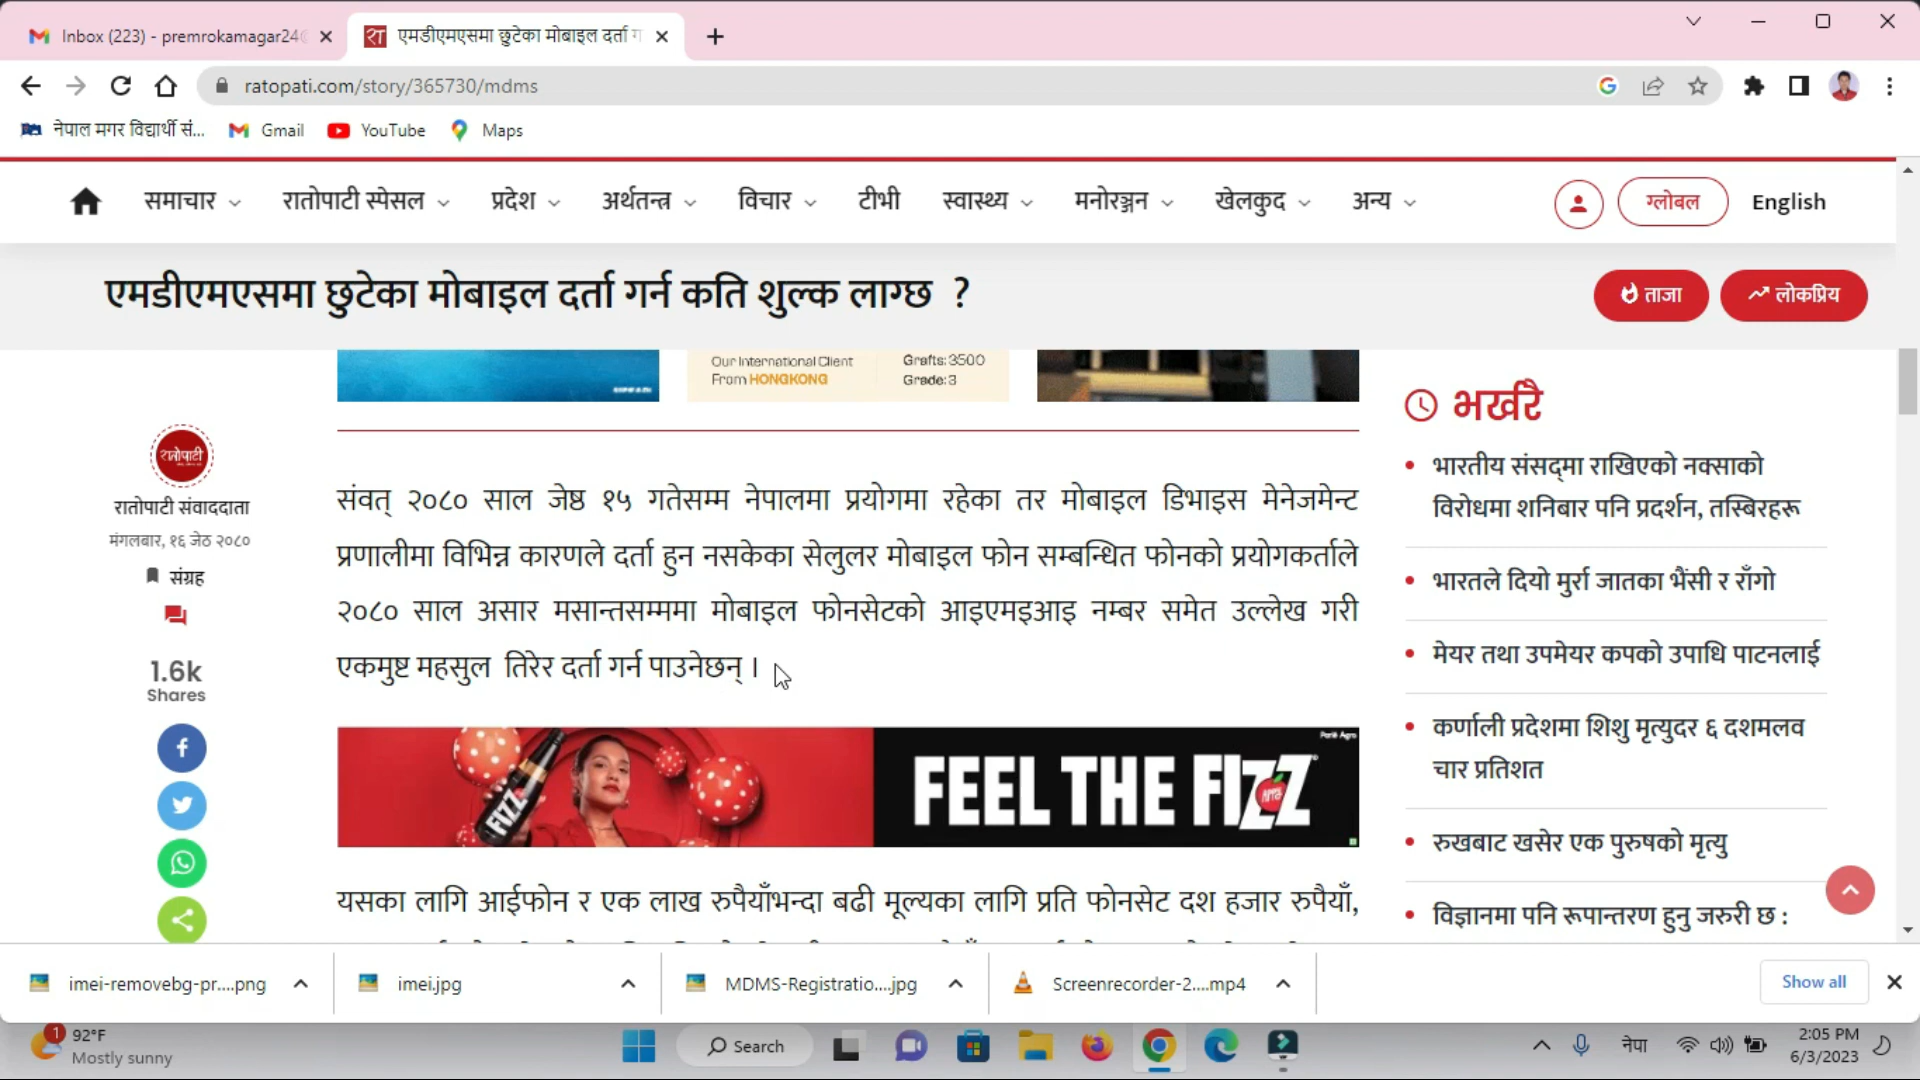 Inbox (223) - premrokamagar24
एमडीएमएसमा छुटेका मोबाइल दर्ता ग
ratopati.com/story/365730/mdms
नेपाल मगर विद्यार्थी सं...
Gmail
YouTube
Maps
समाचार
रातोपाटी स्पेसल
प्रदेश
अर्थतन्त्र
विचार
टीभी
स्वास्थ्य
मनोरञ्जन
खेलकुद
अन्य
ग्लोबल
English
एमडीएमएसमा छुटेका मोबाइल दर्ता गर्न कति शुल्क लाग्छ ?
ताजा
लोकप्रिय
Our International Client
From HONGKONG
Grafts: 3500
Grade: 3
रातोपाटी
रातोपाटी संवाददाता
मंगलबार, १६ जेठ २०८०
संग्रह
1.6k
Shares
संवत् २०८० साल जेष्ठ १५ गतेसम्म नेपालमा प्रयोगमा रहेका तर मोबाइल डिभाइस मेनेजमेन्ट
प्रणालीमा विभिन्न कारणले दर्ता हुन नसकेका सेलुलर मोबाइल फोन सम्बन्धित फोनको प्रयोगकर्ताले
२०८० साल असार मसान्तसम्ममा मोबाइल फोनसेटको आइएमइआइ नम्बर समेत उल्लेख गरी
एकमुष्ट महसुल तिरेर दर्ता गर्न पाउनेछन् ।
FIZZ
FEEL THE FIZZ
Parle Agro
यसका लागि आईफोन र एक लाख रुपैयाँभन्दा बढी मूल्यका लागि प्रति फोनसेट दश हजार रुपैयाँ,
भर्खरै
भारतीय संसद्‌मा राखिएको नक्साको
विरोधमा शनिबार पनि प्रदर्शन, तस्बिरहरू
भारतले दियो मुर्रा जातका भैंसी र राँगो
मेयर तथा उपमेयर कपको उपाधि पाटनलाई
कर्णाली प्रदेशमा शिशु मृत्युदर ६ दशमलव
चार प्रतिशत
रुखबाट खसेर एक पुरुषको मृत्यु
विज्ञानमा पनि रूपान्तरण हुनु जरुरी छ :
imei-removebg-pr....png
imei.jpg
MDMS-Registratio....jpg
Screenrecorder-2....mp4
Show all
1
92°F
Mostly sunny
Search
नेपा
2:05 PM
6/3/2023